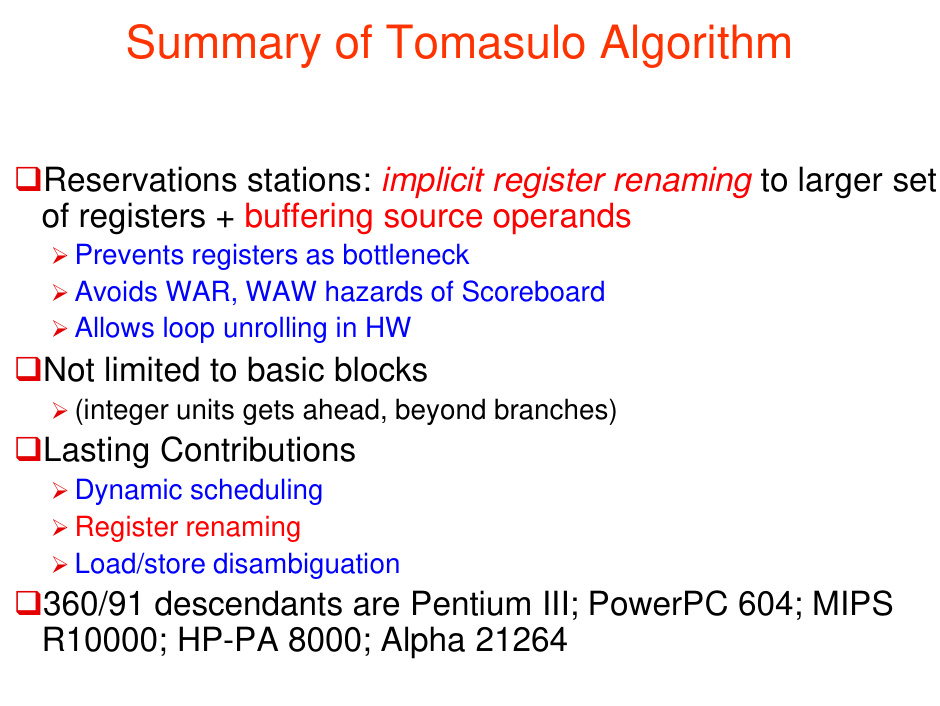 Summary of Tomasulo Algorithm
❑Reservations stations: implicit register renaming to larger set
of registers + buffering source operands
➢ Prevents registers as bottleneck
➢ Avoids WAR, WAW hazards of Scoreboard
➢ Allows loop unrolling in HW
❑Not limited to basic blocks
➢ (integer units gets ahead, beyond branches)
❑Lasting Contributions
➢ Dynamic scheduling
➢ Register renaming
➢ Load/store disambiguation
❑360/91 descendants are Pentium III; PowerPC 604; MIPS
R10000; HP-PA 8000; Alpha 21264